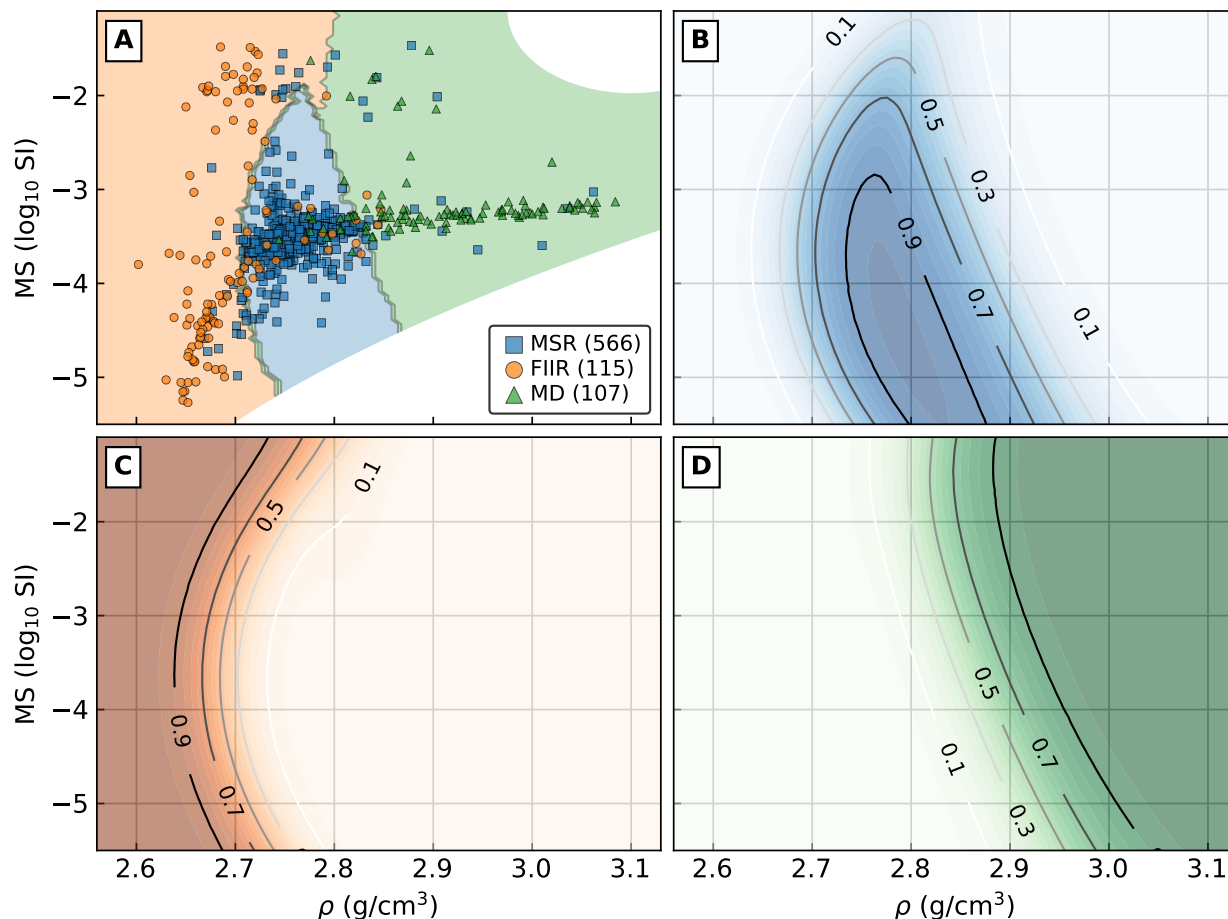 A
B
MS (log10 SI)
−2
−3
−4
−5
MSR (566)
FIIR (115)
MD (107)
0.1
0.5
0.3
0.9
0.7
0.1
C
D
MS (log10 SI)
−2
−3
−4
−5
0.1
0.5
0.9
0.7
0.5
0.7
0.1
0.3
2.6 2.7 2.8 2.9 3.0 3.1
2.6 2.7 2.8 2.9 3.0 3.1
ρ (g/cm³)
ρ (g/cm³)